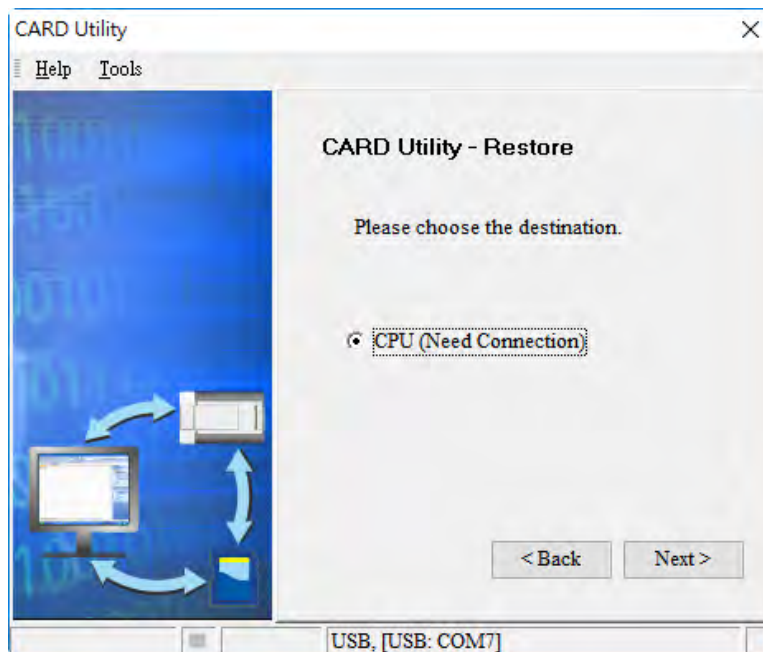 CARD Utility
Help Tools
CARD Utility - Restore
Please choose the destination.
CPU (Need Connection)
< Back Next >
USB, [USB: COM7]